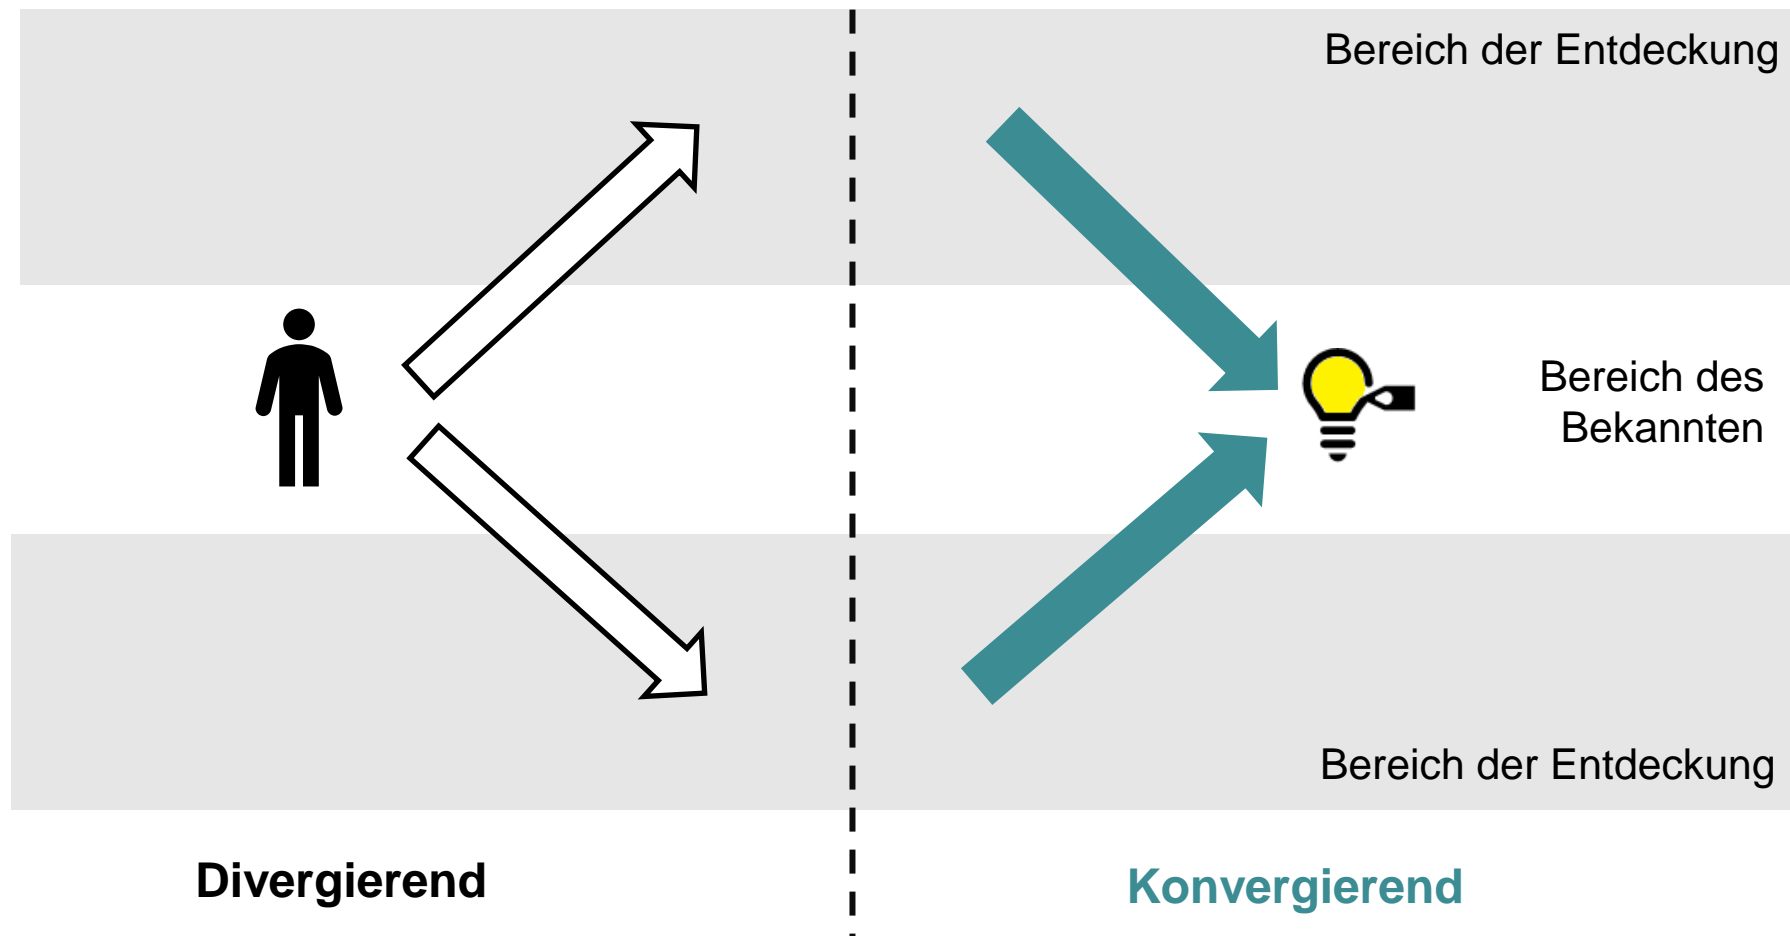 Bereich der Entdeckung
Bereich des
Bekannten
Bereich der Entdeckung
Divergierend
Konvergierend